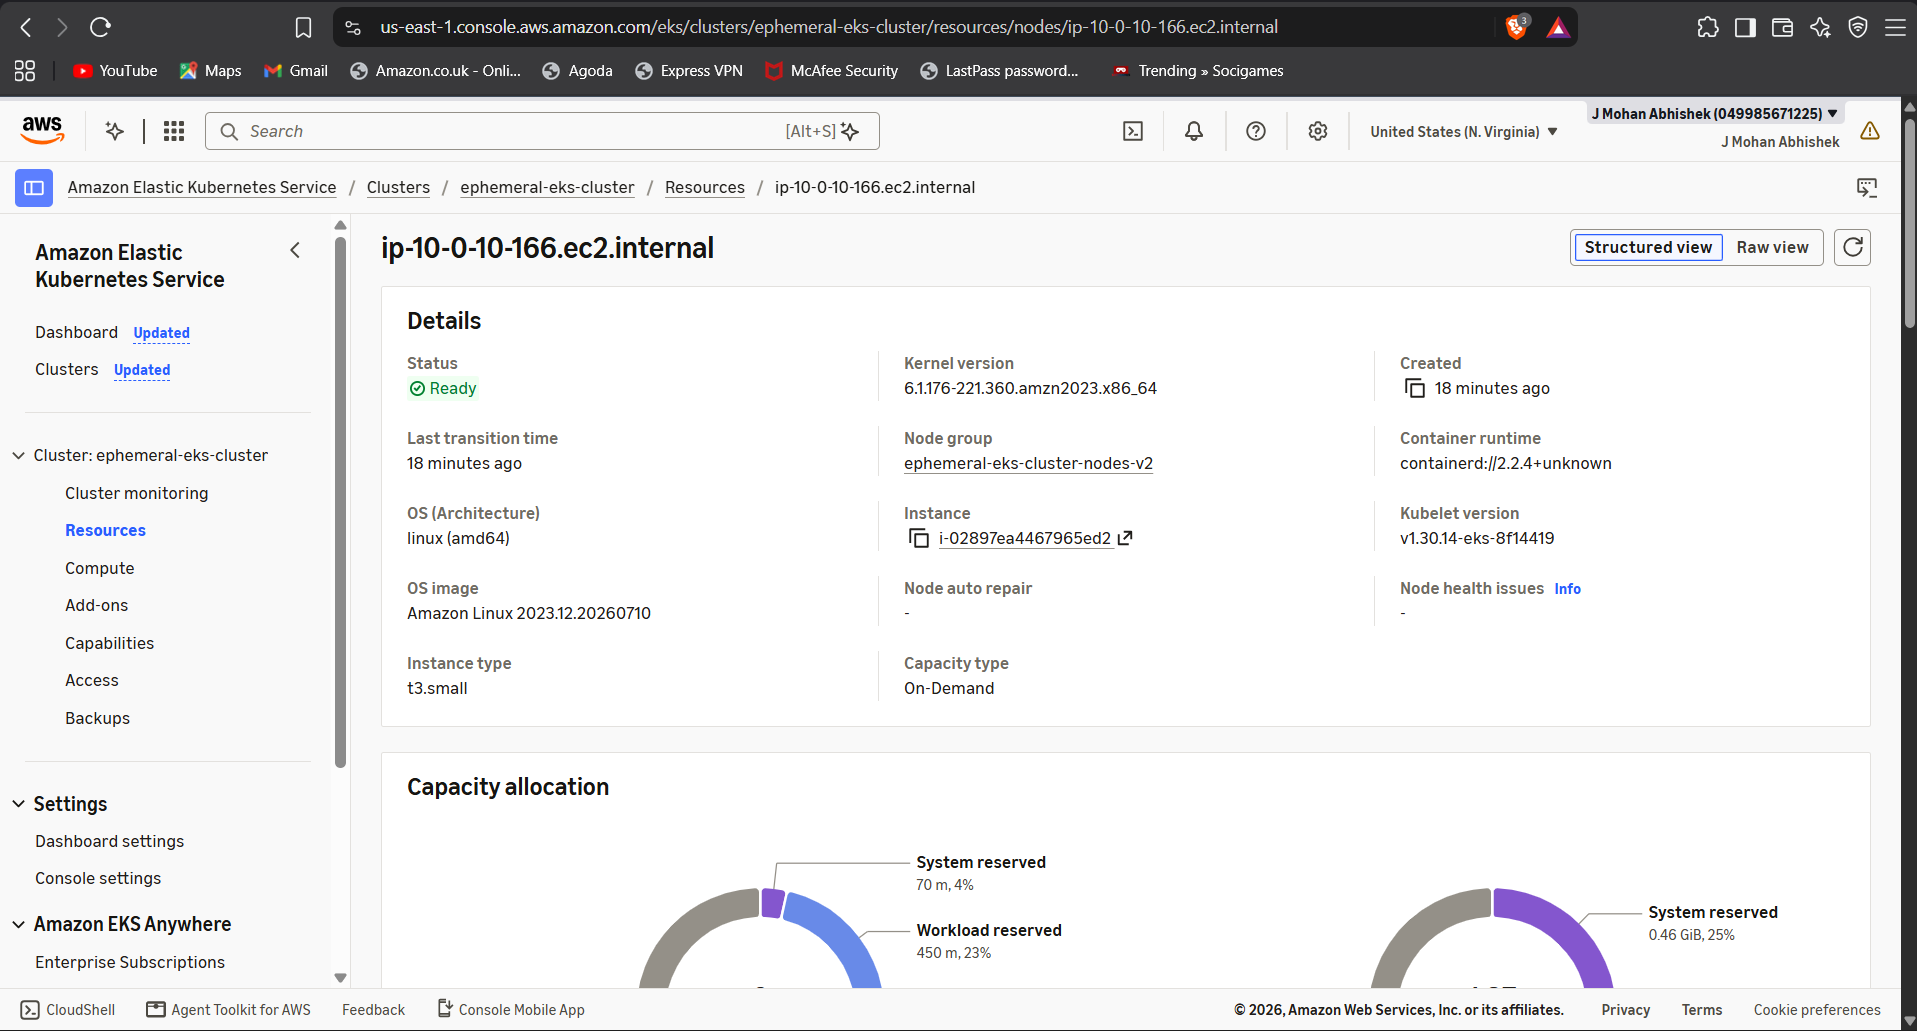 us-east-1.console.aws.amazon.com/eks/clusters/ephemeral-eks-cluster/resources/nodes/ip-10-0-10-166.ec2.internal
3
YouTube
Maps
Gmail
Amazon.co.uk - Onli...
Agoda
Express VPN
McAfee Security
LastPass password...
Trending » Socigames
aws
Search
[Alt+S]
United States (N. Virginia)
J Mohan Abhishek (049985671225)
J Mohan Abhishek
Amazon Elastic Kubernetes Service / Clusters / ephemeral-eks-cluster / Resources / ip-10-0-10-166.ec2.internal
Amazon Elastic
Kubernetes Service
Dashboard Updated
Clusters Updated
Cluster: ephemeral-eks-cluster
Cluster monitoring
Resources
Compute
Add-ons
Capabilities
Access
Backups
Settings
Dashboard settings
Console settings
Amazon EKS Anywhere
Enterprise Subscriptions
ip-10-0-10-166.ec2.internal
Structured view
Raw view
Details
Status
Ready
Kernel version
6.1.176-221.360.amzn2023.x86_64
Created
18 minutes ago
Last transition time
18 minutes ago
Node group
ephemeral-eks-cluster-nodes-v2
Container runtime
containerd://2.2.4+unknown
OS (Architecture)
linux (amd64)
Instance
i-02897ea4467965ed2
Kubelet version
v1.30.14-eks-8f14419
OS image
Amazon Linux 2023.12.20260710
Node auto repair
-
Node health issues Info
-
Instance type
t3.small
Capacity type
On-Demand
Capacity allocation
System reserved
70 m, 4%
Workload reserved
450 m, 23%
System reserved
0.46 GiB, 25%
CloudShell
Agent Toolkit for AWS
Feedback
Console Mobile App
© 2026, Amazon Web Services, Inc. or its affiliates.
Privacy
Terms
Cookie preferences